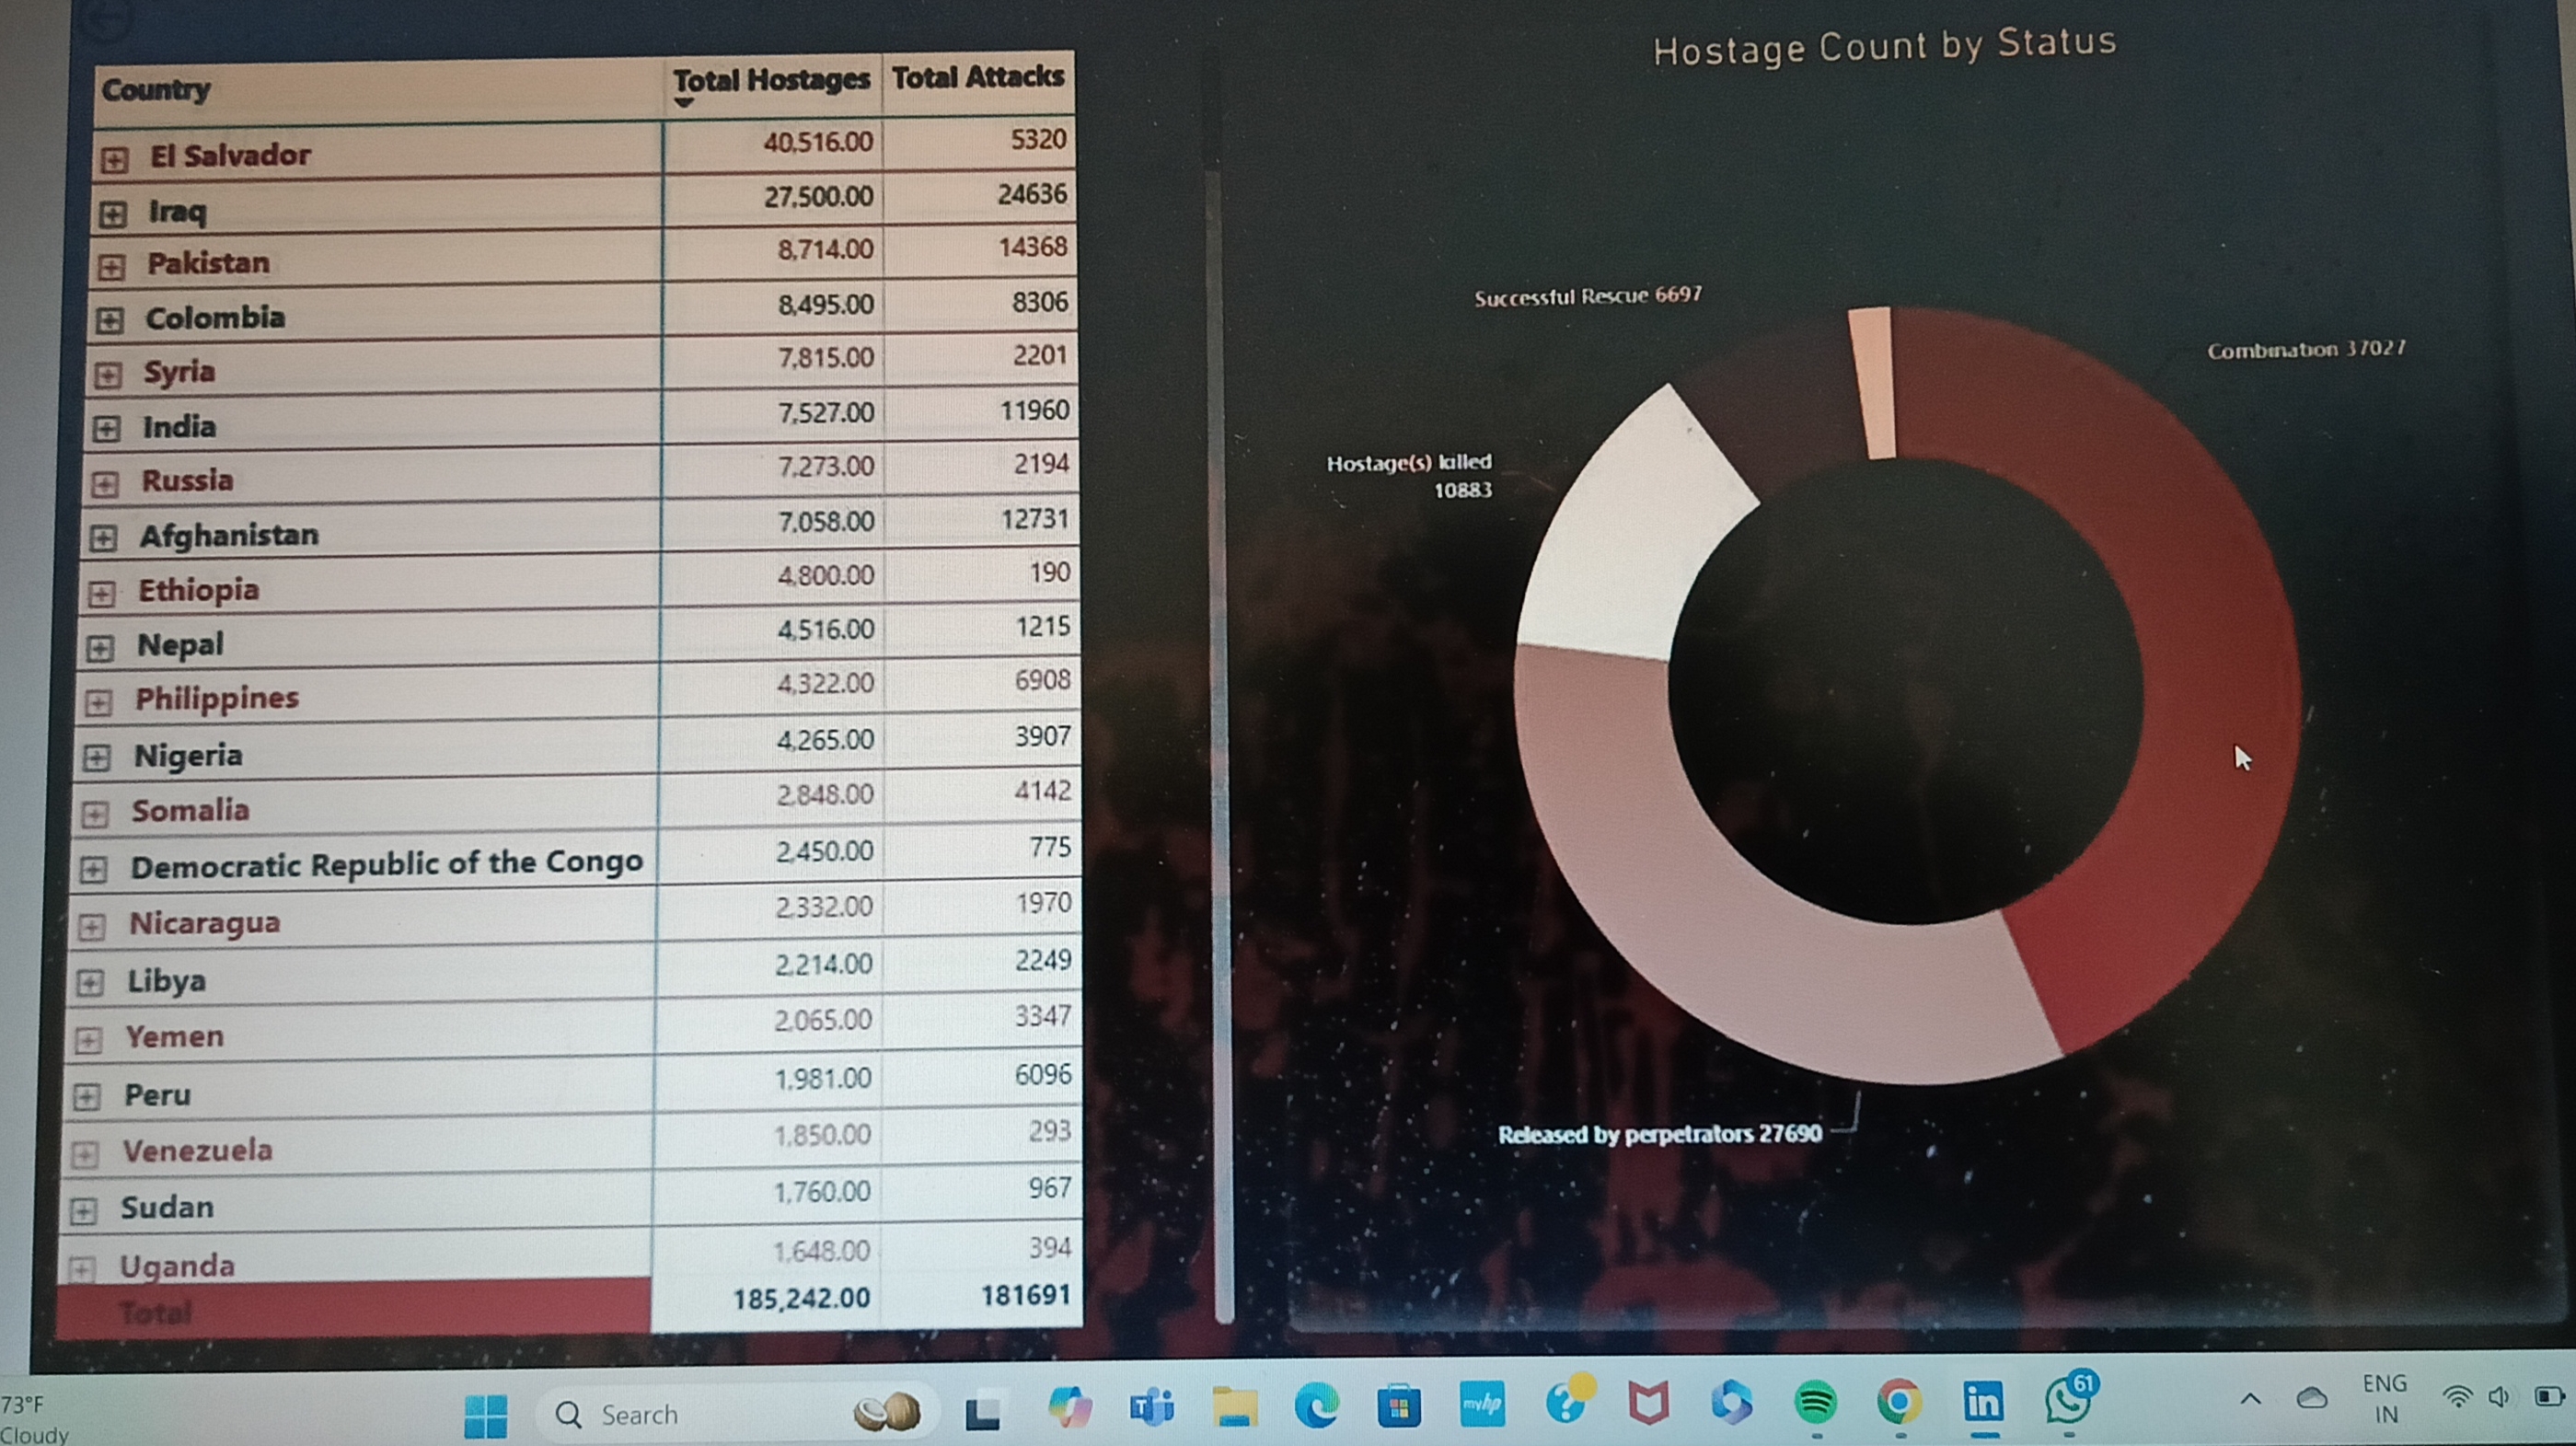 Country Total Hostages Total Attacks
El Salvador 40,516.00 5320
Iraq 27,500.00 24636
Pakistan 8,714.00 14368
Colombia 8,495.00 8306
Syria 7,815.00 2201
India 7,527.00 11960
Russia 7,273.00 2194
Afghanistan 7,058.00 12731
Ethiopia 4,800.00 190
Nepal 4,516.00 1215
Philippines 4,322.00 6908
Nigeria 4,265.00 3907
Somalia 2,848.00 4142
Democratic Republic of the Congo 2,450.00 775
Nicaragua 2,332.00 1970
Libya 2,214.00 2249
Yemen 2,065.00 3347
Peru 1,981.00 6096
Venezuela 1,850.00 293
Sudan 1,760.00 967
Uganda 1,648.00 394
Total 185,242.00 181691
Hostage Count by Status
Successful Rescue 6697
Combination 37027
Hostage(s) killed
10883
Released by perpetrators 27690
73°F
Cloudy
Search
T
myhp
in
61
ENG
IN